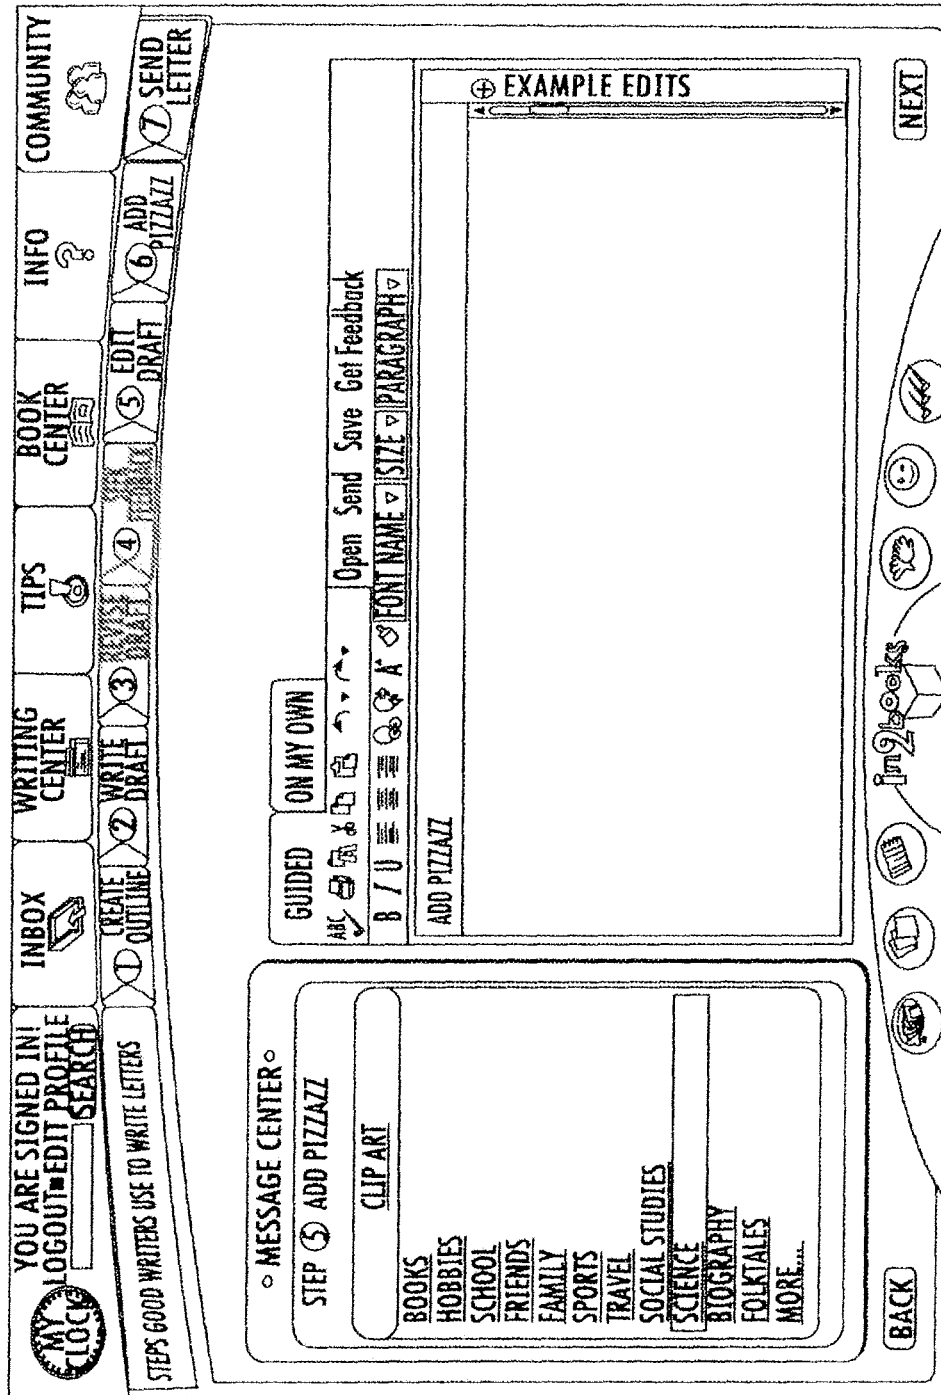 MY
CLOCK
YOU ARE SIGNED IN!
LOGOUT■EDIT PROFILE
SEARCH
INBOX
WRITING
CENTER
TIPS
BOOK
CENTER
INFO
?
COMMUNITY
STEPS GOOD WRITERS USE TO WRITE LETTERS
1 CREATE
OUTLINE
2 WRITE
DRAFT
3
DRAFT
4
5 EDIT
DRAFT
6 ADD
PIZZAZZ
7 SEND
LETTER
○ MESSAGE CENTER○
STEP 5 ADD PIZZAZZ
CLIP ART
BOOKS
HOBBIES
SCHOOL
FRIENDS
FAMILY
SPORTS
TRAVEL
SOCIAL STUDIES
SCIENCE
BIOGRAPHY
FOLKTALES
MORE...
GUIDED
ON MY OWN
ABC
Open Send Save Get Feedback
B I U
A
FONT NAME
SIZE
PARAGRAPH
ADD PIZZAZZ
+ EXAMPLE EDITS
BACK
in2books
NEXT